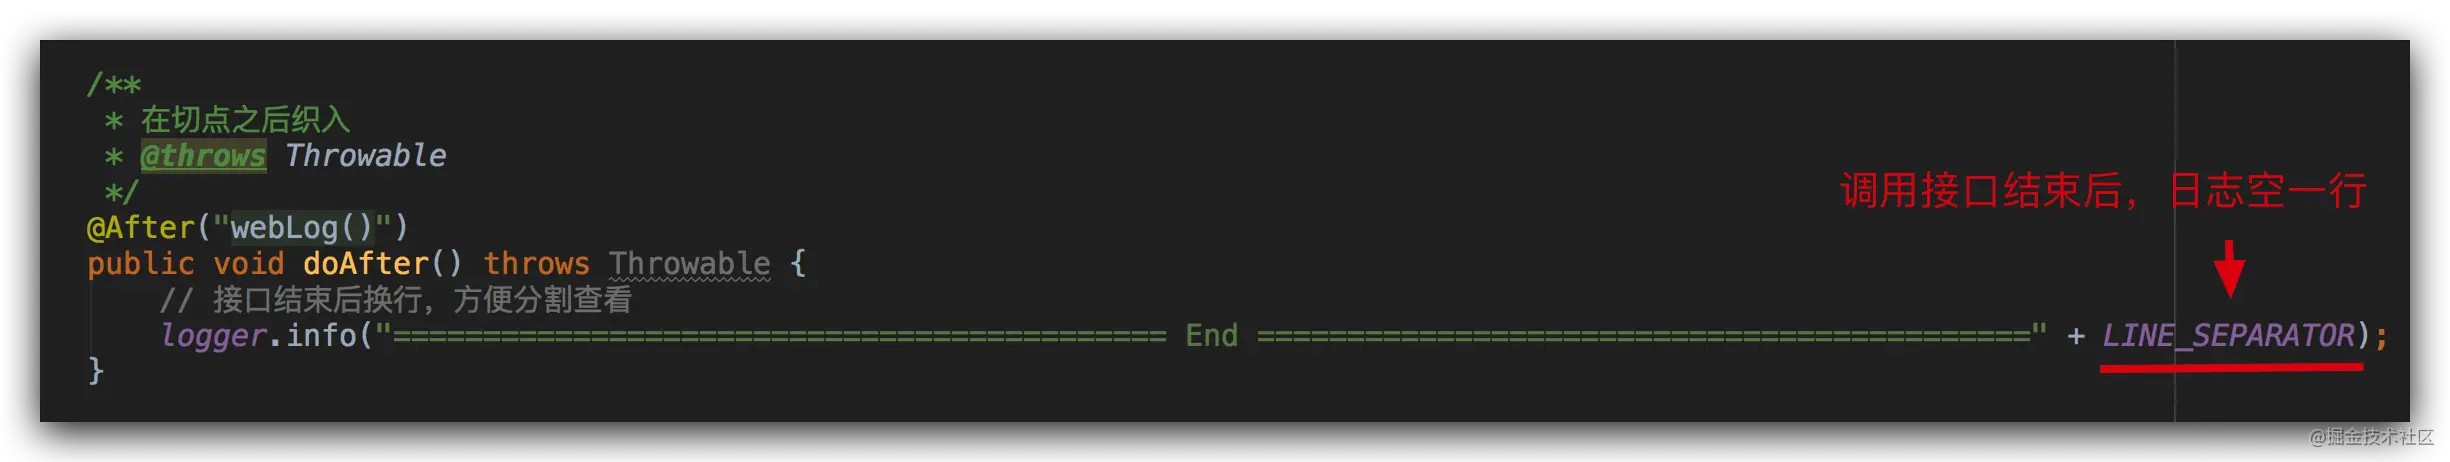 /**
 * 在切点之后织入
 * @throws Throwable
 */
@After("webLog()")
public void doAfter() throws Throwable {
    // 接口结束后换行，方便分割查看
    logger.info("=========================================== End ===========================================" + LINE_SEPARATOR);
}
调用接口结束后，日志空一行
@掘金技术社区